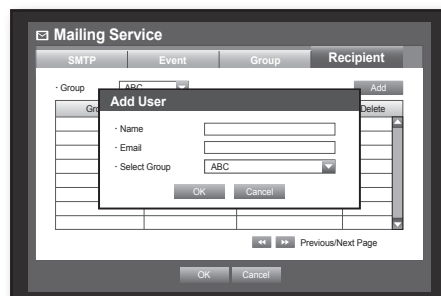 Mailing Service
SMTP Event Group Recipient
· Group ABC Add
Delete
Add User
· Name
· Email
· Select Group ABC
OK Cancel
Previous/Next Page
OK Cancel